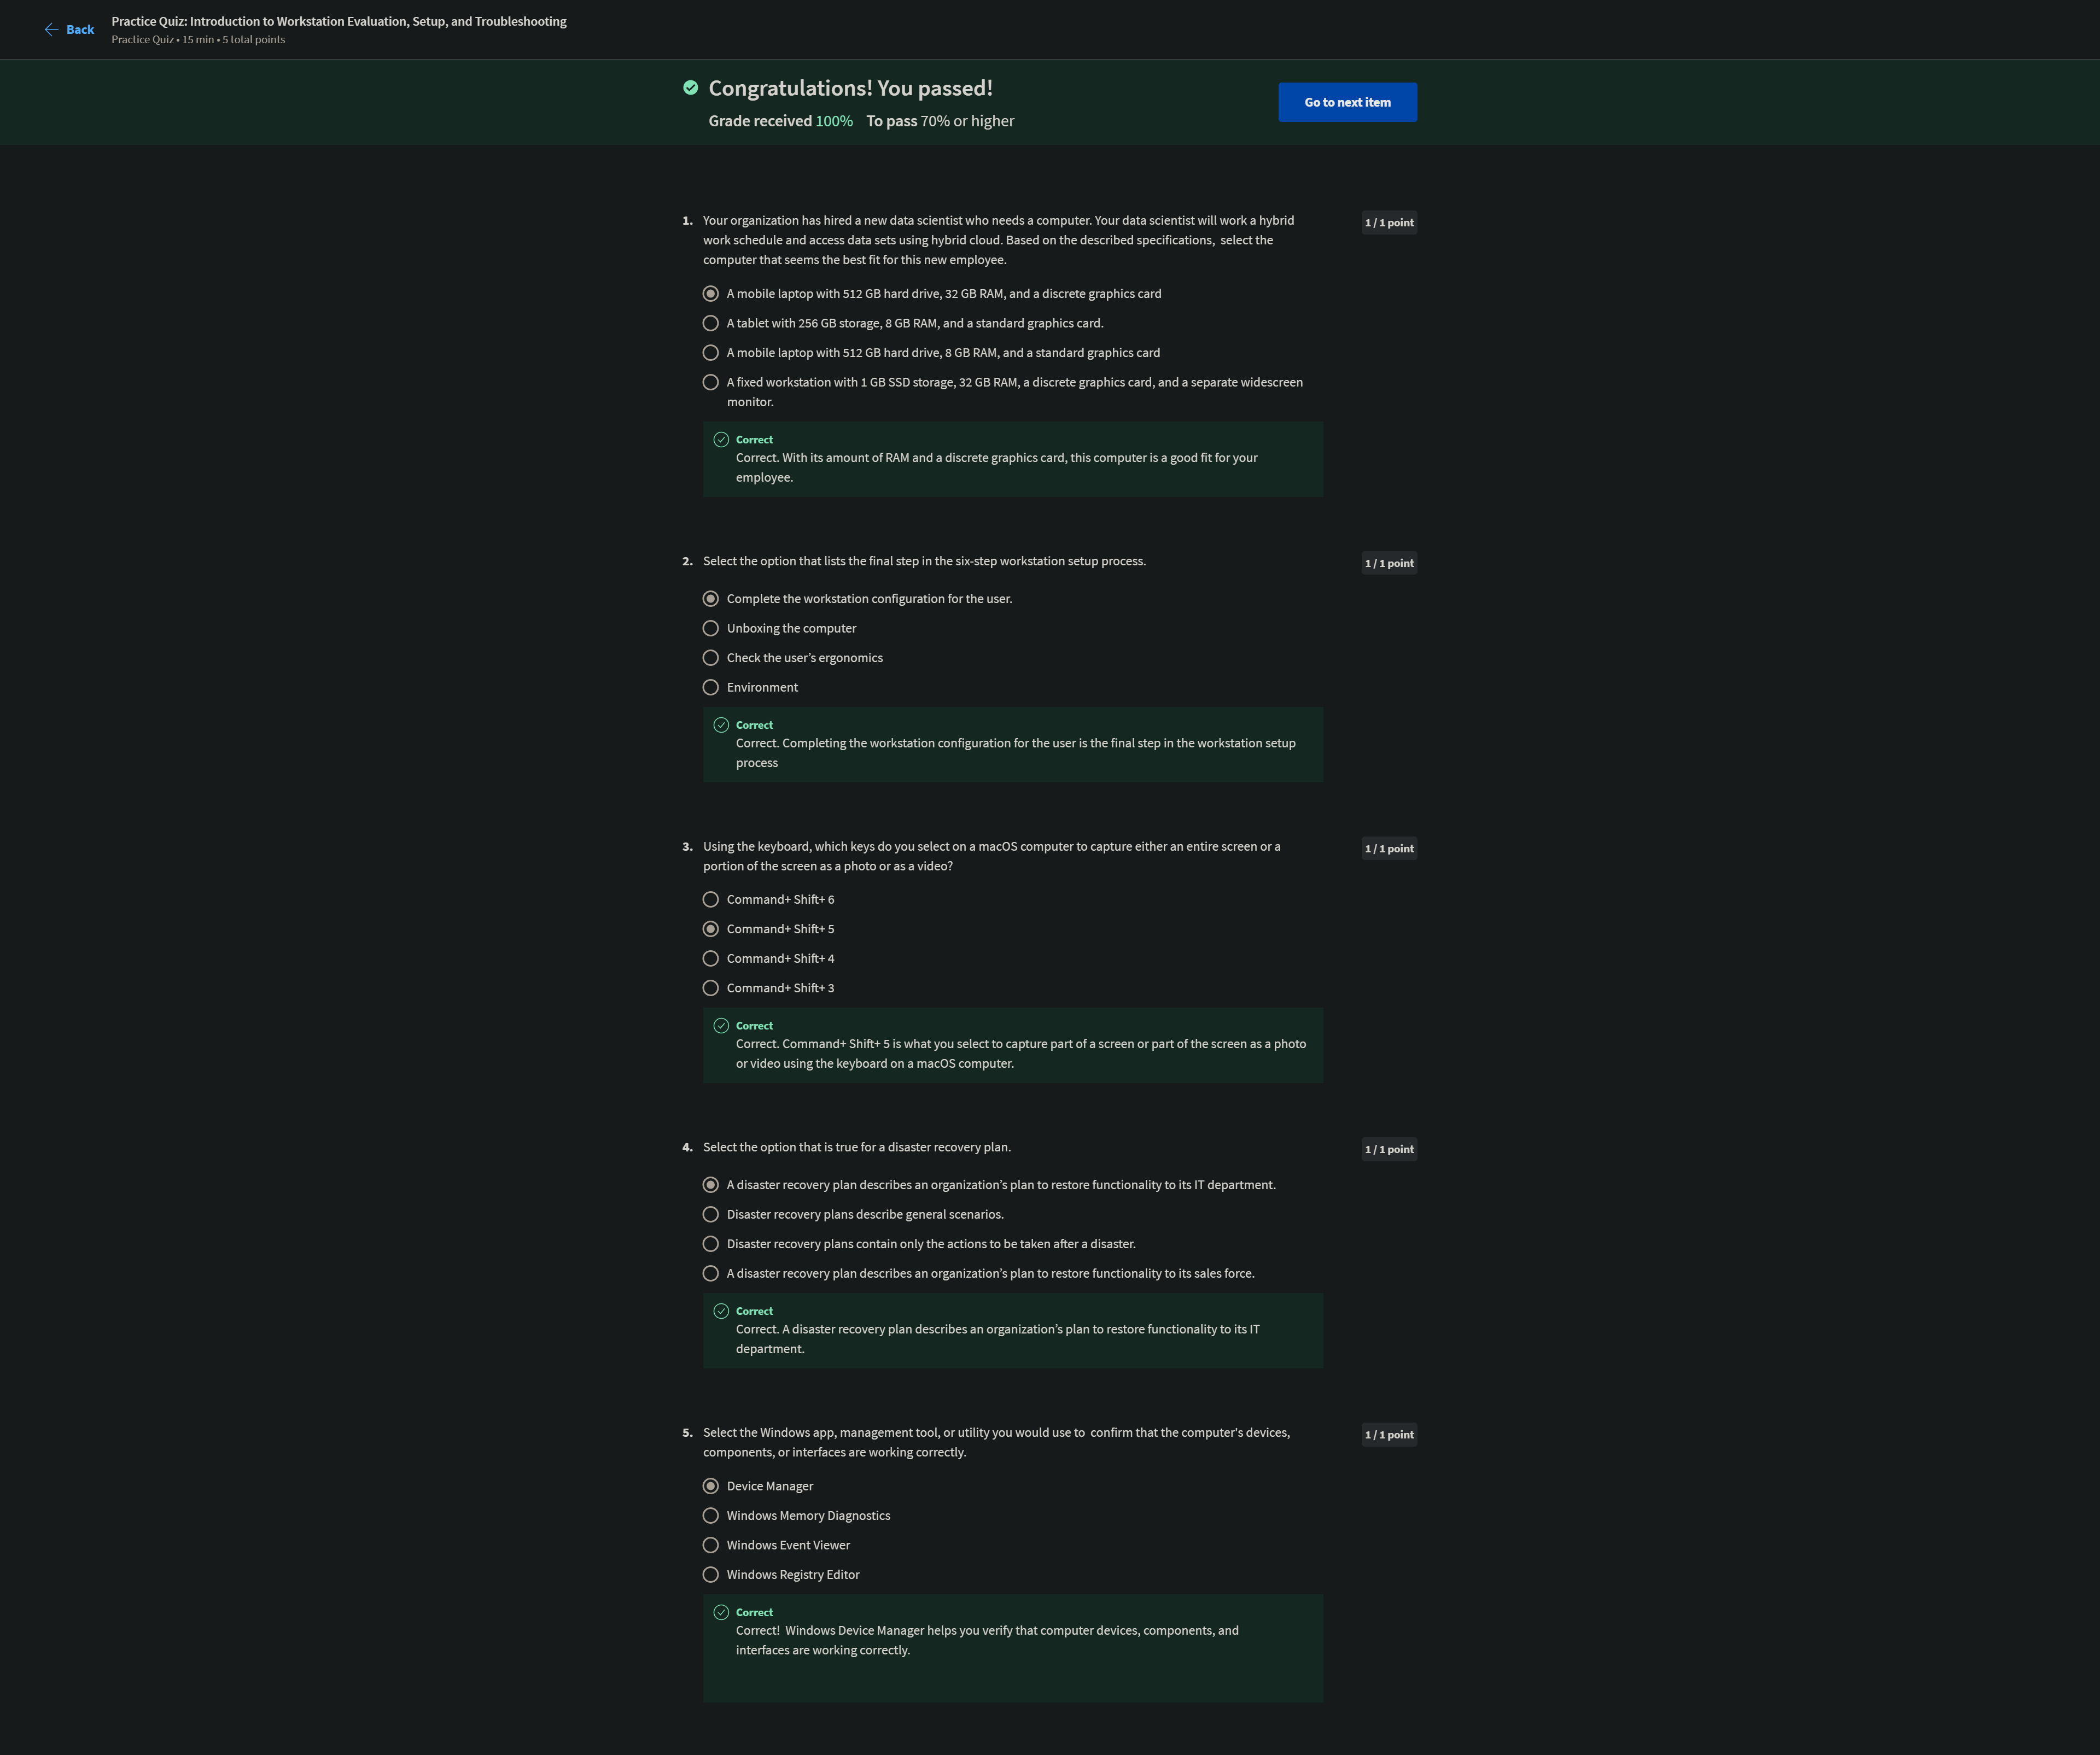 Back
Practice Quiz: Introduction to Workstation Evaluation, Setup, and Troubleshooting
Practice Quiz • 15 min • 5 total points
Congratulations! You passed!
Grade received 100% To pass 70% or higher
Go to next item
1. Your organization has hired a new data scientist who needs a computer. Your data scientist will work a hybrid
work schedule and access data sets using hybrid cloud. Based on the described specifications, select the
computer that seems the best fit for this new employee.
1 / 1 point
A mobile laptop with 512 GB hard drive, 32 GB RAM, and a discrete graphics card
A tablet with 256 GB storage, 8 GB RAM, and a standard graphics card.
A mobile laptop with 512 GB hard drive, 8 GB RAM, and a standard graphics card
A fixed workstation with 1 GB SSD storage, 32 GB RAM, a discrete graphics card, and a separate widescreen
monitor.
Correct
Correct. With its amount of RAM and a discrete graphics card, this computer is a good fit for your
employee.
2. Select the option that lists the final step in the six-step workstation setup process.
1 / 1 point
Complete the workstation configuration for the user.
Unboxing the computer
Check the user’s ergonomics
Environment
Correct
Correct. Completing the workstation configuration for the user is the final step in the workstation setup
process
3. Using the keyboard, which keys do you select on a macOS computer to capture either an entire screen or a
portion of the screen as a photo or as a video?
1 / 1 point
Command+ Shift+ 6
Command+ Shift+ 5
Command+ Shift+ 4
Command+ Shift+ 3
Correct
Correct. Command+ Shift+ 5 is what you select to capture part of a screen or part of the screen as a photo
or video using the keyboard on a macOS computer.
4. Select the option that is true for a disaster recovery plan.
1 / 1 point
A disaster recovery plan describes an organization’s plan to restore functionality to its IT department.
Disaster recovery plans describe general scenarios.
Disaster recovery plans contain only the actions to be taken after a disaster.
A disaster recovery plan describes an organization’s plan to restore functionality to its sales force.
Correct
Correct. A disaster recovery plan describes an organization’s plan to restore functionality to its IT
department.
5. Select the Windows app, management tool, or utility you would use to confirm that the computer's devices,
components, or interfaces are working correctly.
1 / 1 point
Device Manager
Windows Memory Diagnostics
Windows Event Viewer
Windows Registry Editor
Correct
Correct! Windows Device Manager helps you verify that computer devices, components, and
interfaces are working correctly.